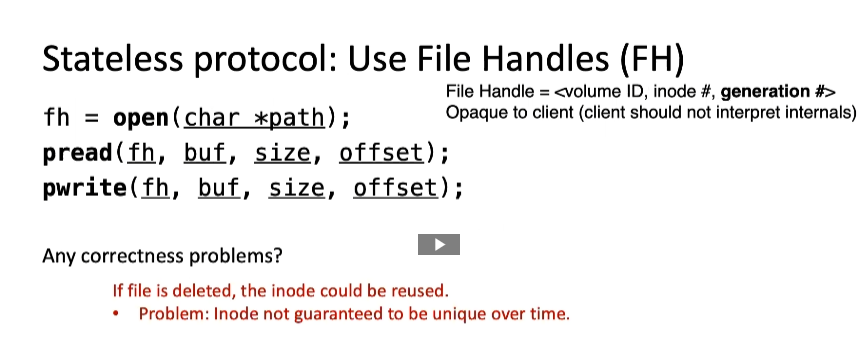 Stateless protocol: Use File Handles (FH)
File Handle = <volume ID, inode #, generation #>
Opaque to client (client should not interpret internals)
fh = open(char *path);
pread(fh, buf, size, offset);
pwrite(fh, buf, size, offset);
Any correctness problems?
If file is deleted, the inode could be reused.
• Problem: Inode not guaranteed to be unique over time.